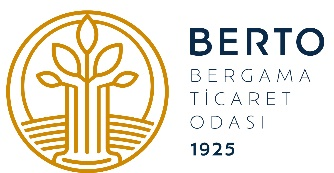 BERTO
BERGAMA
TİCARET
ODASI
1925